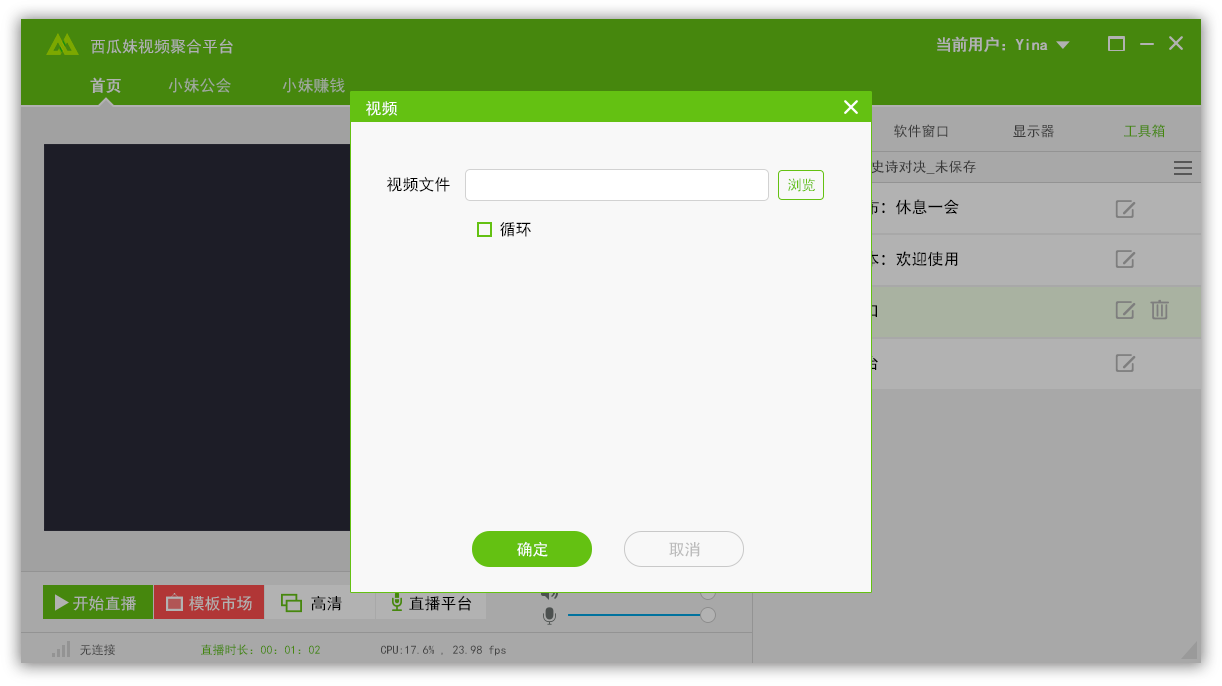 西瓜妹视频聚合平台
当前用户：Yina
首页
小妹公会
小妹赚钱
视频
软件窗口
显示器
工具箱
史诗对决_未保存
视频文件
浏览
循环
：休息一会
：欢迎使用
确定
取消
开始直播
模板市场
高清
直播平台
无连接
直播时长：00：01：02
CPU:17.6% , 23.98 fps